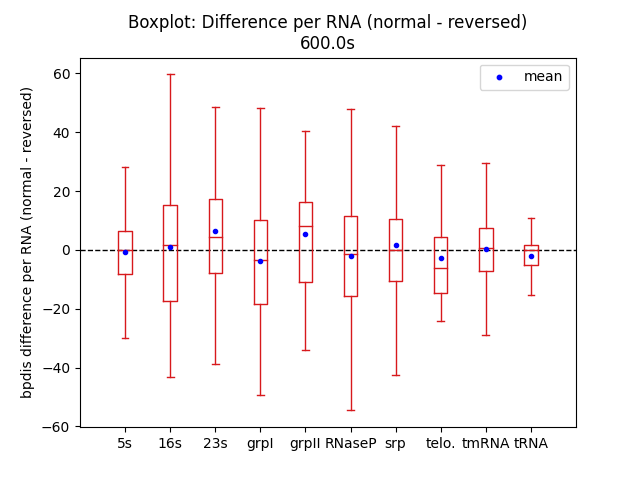 Boxplot: Difference per RNA (normal - reversed)
600.0s
mean
bpdis difference per RNA (normal - reversed)
60
40
20
0
−20
−40
−60
5s 16s 23s grpI grpII RNaseP srp telo. tmRNA tRNA